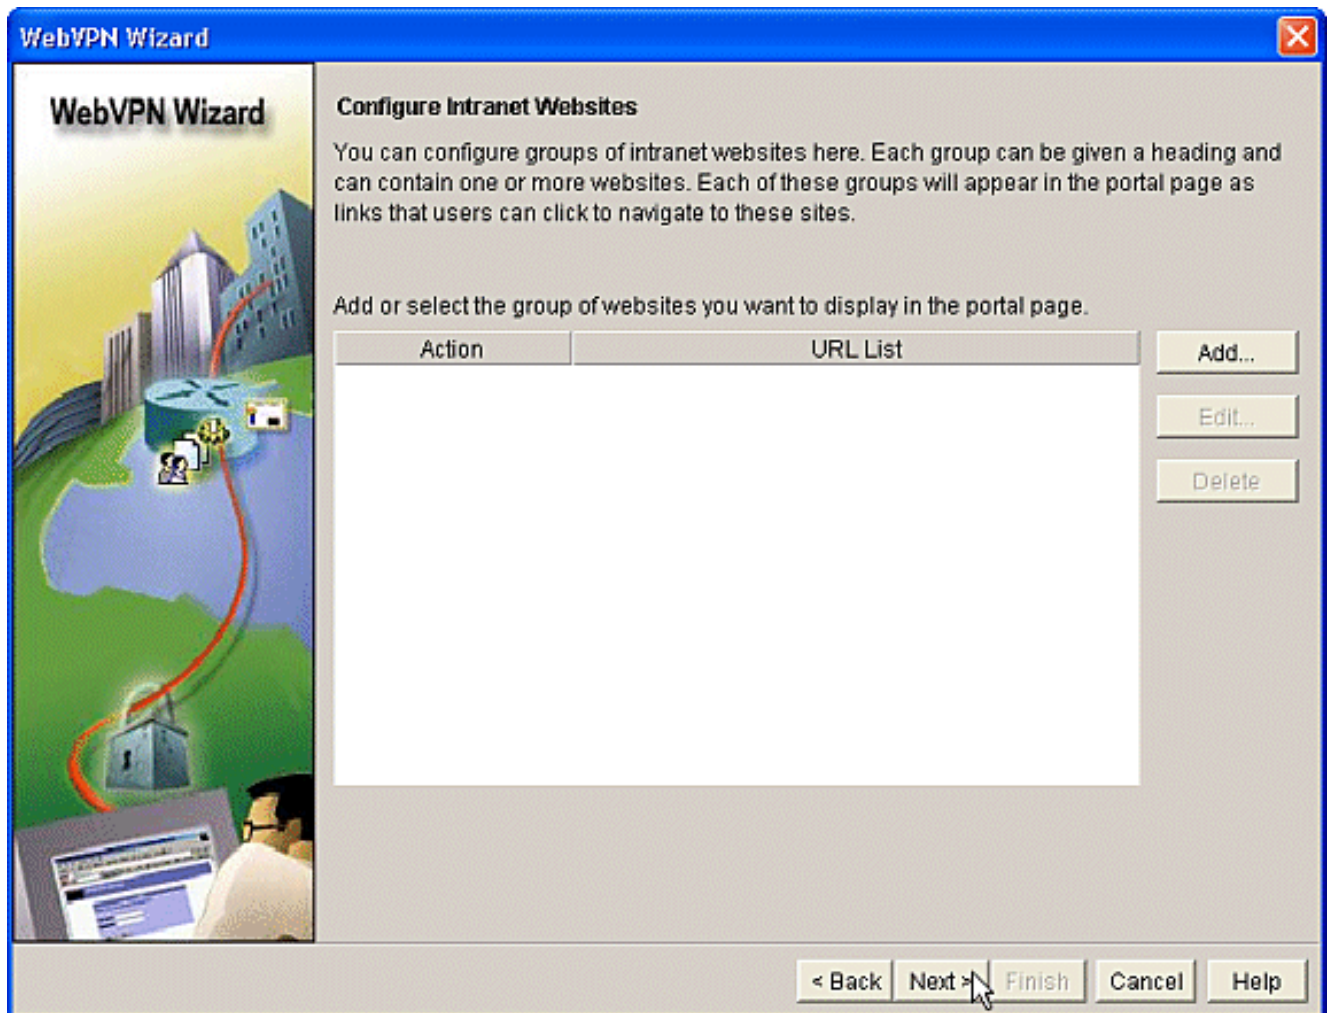 WebVPN Wizard
WebVPN Wizard
Configure Intranet Websites
You can configure groups of intranet websites here. Each group can be given a heading and
can contain one or more websites. Each of these groups will appear in the portal page as
links that users can click to navigate to these sites.
Add or select the group of websites you want to display in the portal page.
Action URL List
Add...
Edit...
Delete
< Back Next > Finish Cancel Help